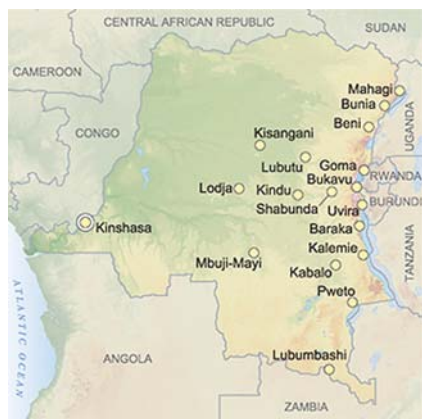 CENTRAL AFRICAN REPUBLIC
SUDAN
CAMEROON
Mahagi
Bunia
UGANDA
CONGO
Beni
Kisangani
Lubutu
Goma
RWANDA
Bukavu
Lodja
Kindu
Shabunda
BURUNDI
Uvira
Kinshasa
Baraka
TANZANIA
Kalemie
Mbuji-Mayi
Kabalo
Pweto
ATLANTIC OCEAN
ANGOLA
Lubumbashi
ZAMBIA